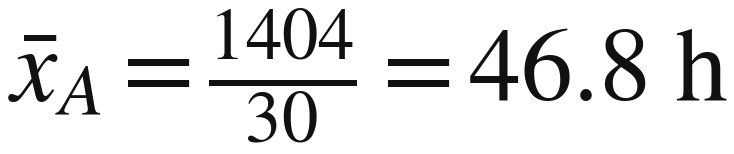 x̄_A = 1404/30 = 46.8 h